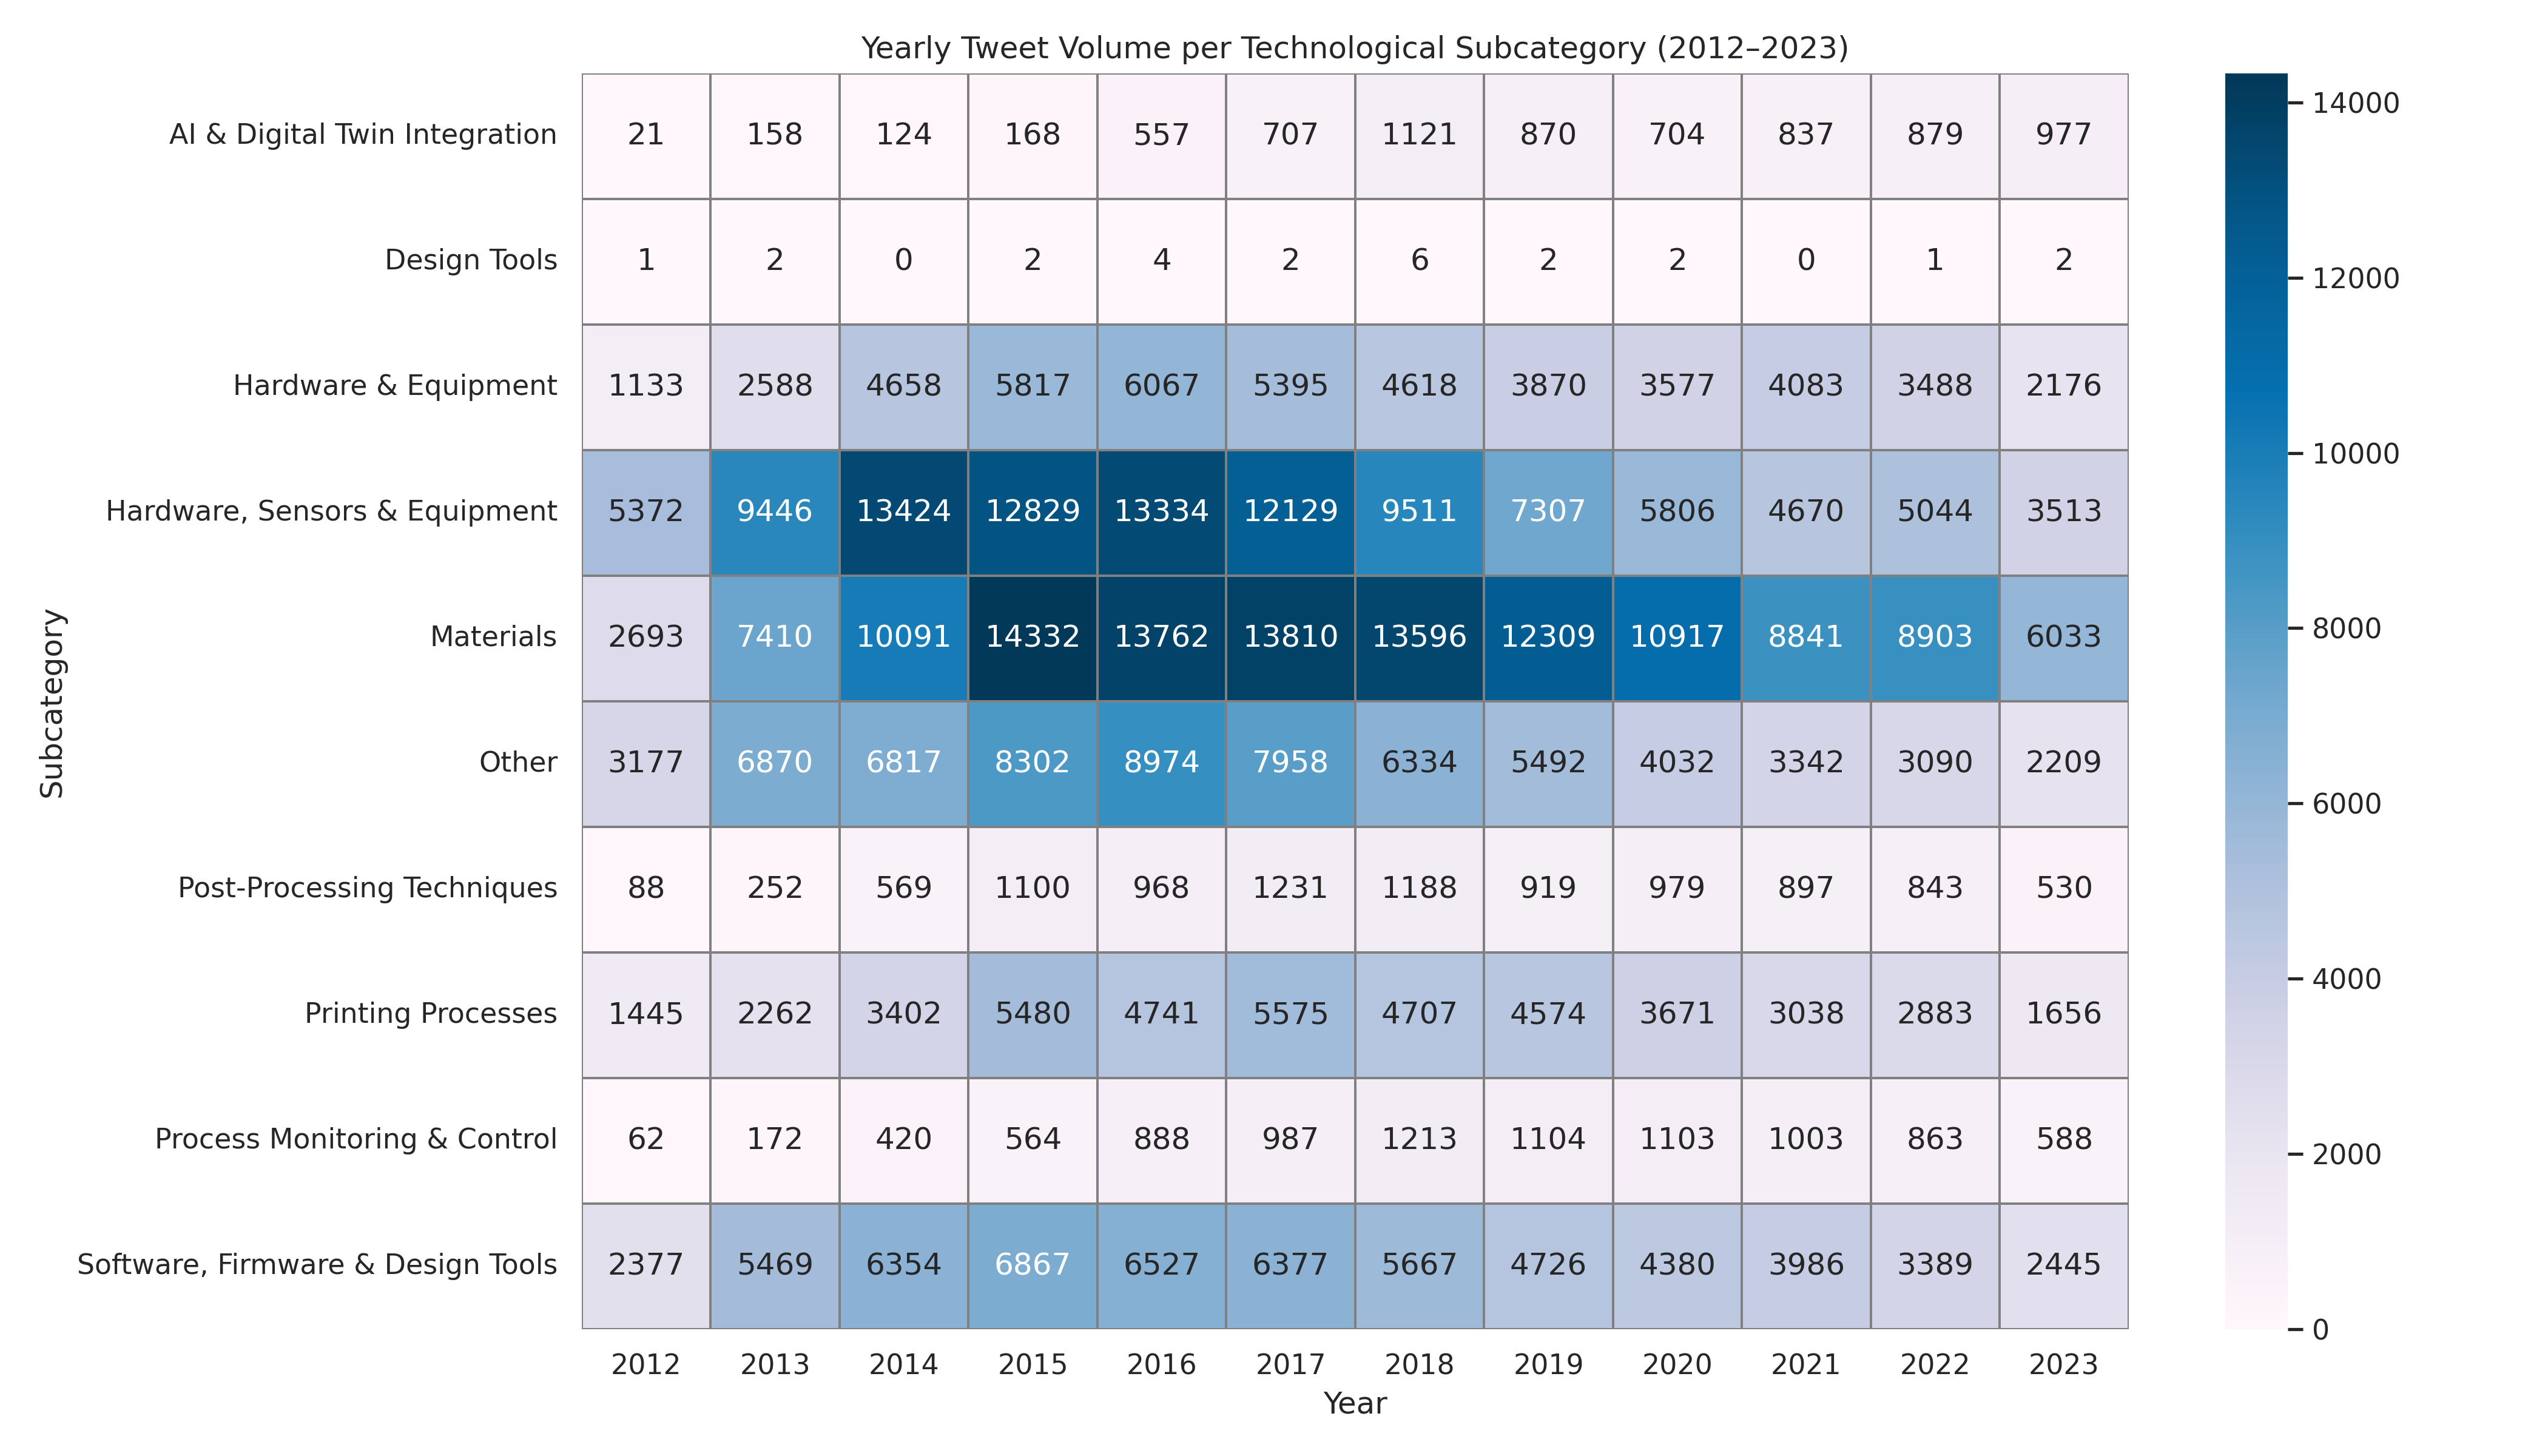 Yearly Tweet Volume per Technological Subcategory (2012–2023)
AI & Digital Twin Integration 21 158 124 168 557 707 1121 870 704 837 879 977
Design Tools 1 2 0 2 4 2 6 2 2 0 1 2
Hardware & Equipment 1133 2588 4658 5817 6067 5395 4618 3870 3577 4083 3488 2176
Hardware, Sensors & Equipment 5372 9446 13424 12829 13334 12129 9511 7307 5806 4670 5044 3513
Materials 2693 7410 10091 14332 13762 13810 13596 12309 10917 8841 8903 6033
Other 3177 6870 6817 8302 8974 7958 6334 5492 4032 3342 3090 2209
Post-Processing Techniques 88 252 569 1100 968 1231 1188 919 979 897 843 530
Printing Processes 1445 2262 3402 5480 4741 5575 4707 4574 3671 3038 2883 1656
Process Monitoring & Control 62 172 420 564 888 987 1213 1104 1103 1003 863 588
Software, Firmware & Design Tools 2377 5469 6354 6867 6527 6377 5667 4726 4380 3986 3389 2445
2012 2013 2014 2015 2016 2017 2018 2019 2020 2021 2022 2023
Year
Subcategory
14000
12000
10000
8000
6000
4000
2000
0